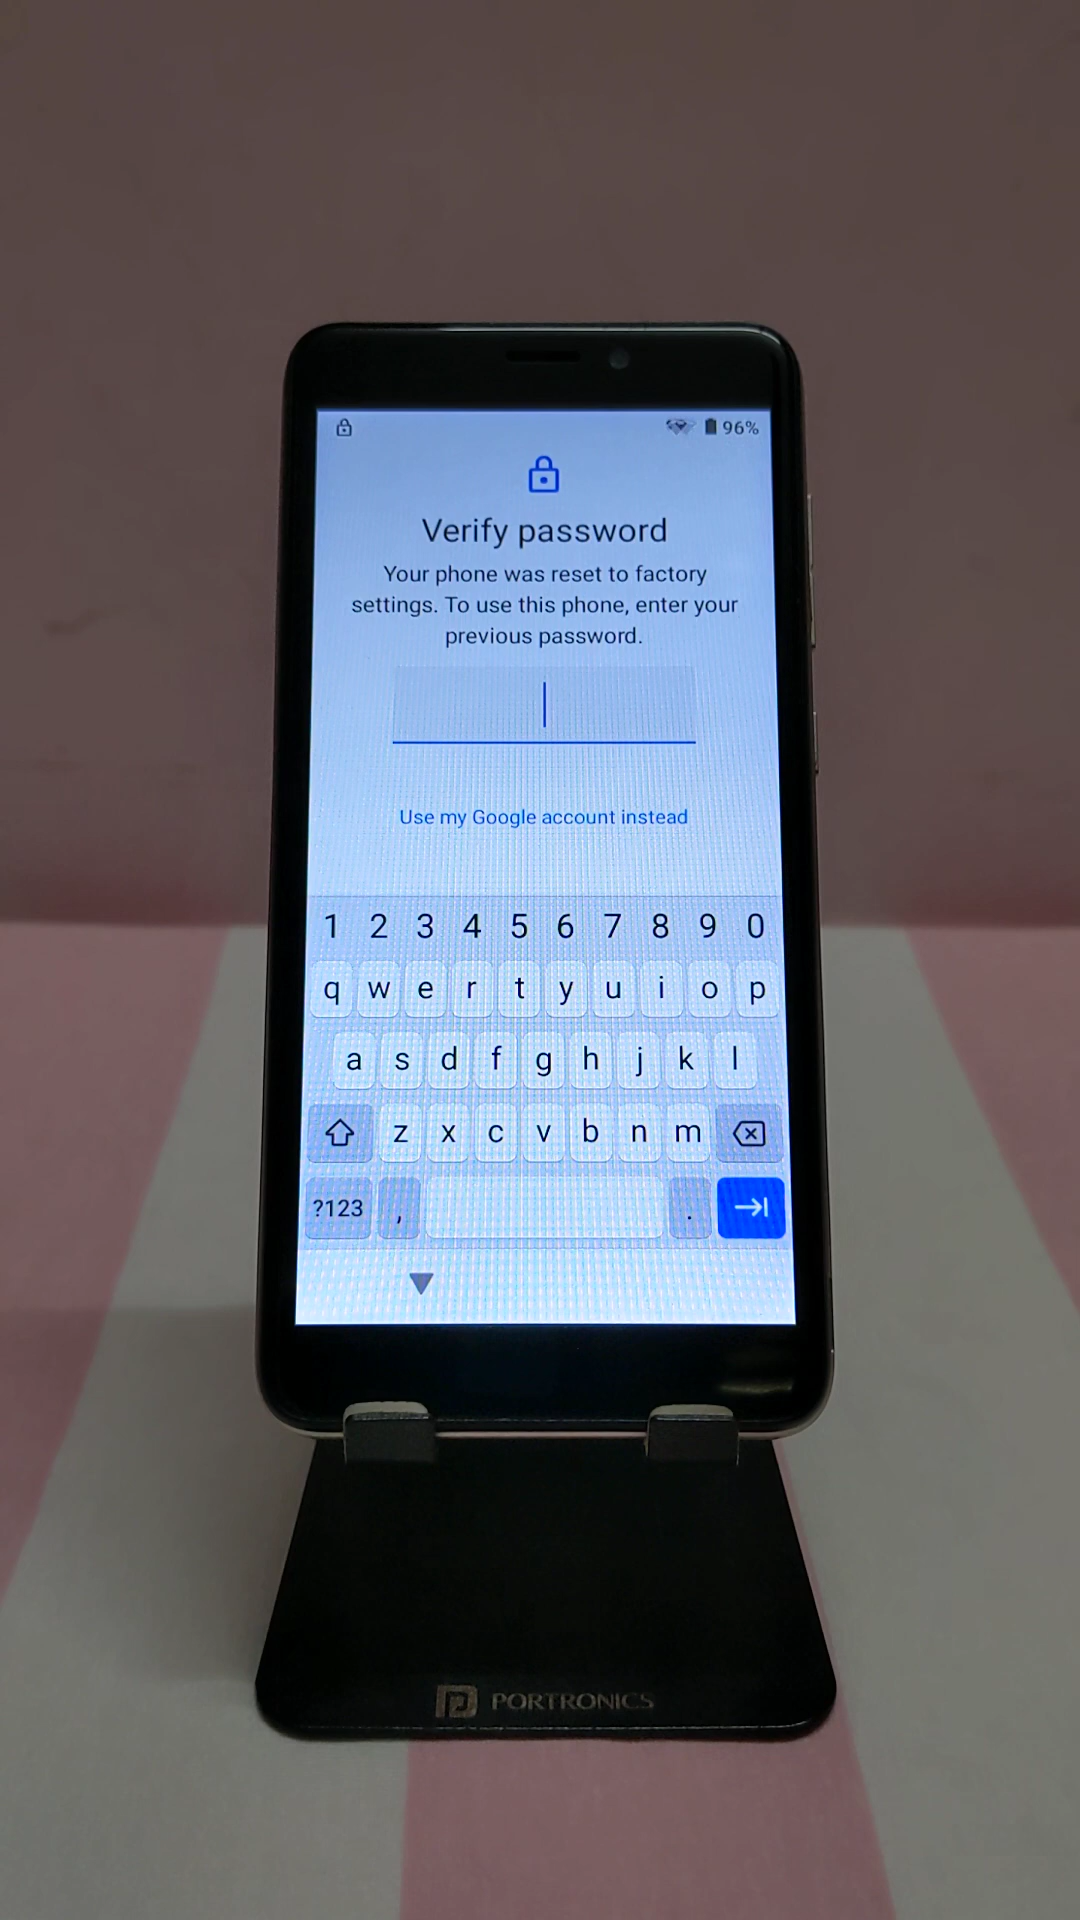 96%
Verify password
Your phone was reset to factory
settings. To use this phone, enter your
previous password.
Use my Google account instead
1 2 3 4 5 6 7 8 9 0
q w e r t y u i o p
a s d f g h j k l
z x c v b n m
?123 , .
PORTRONICS